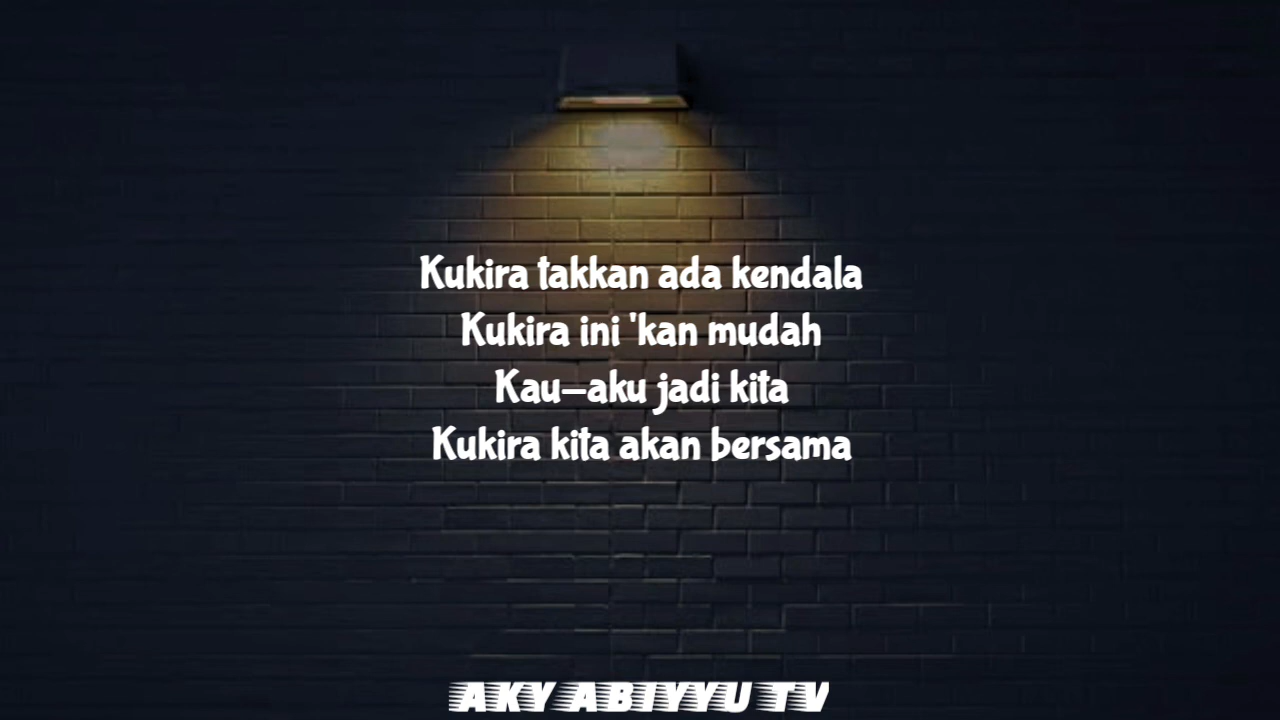 Kukira takkan ada kendala
Kukira ini 'kan mudah
Kau-aku jadi kita
Kukira kita akan bersama
AKY ABIYYU TV